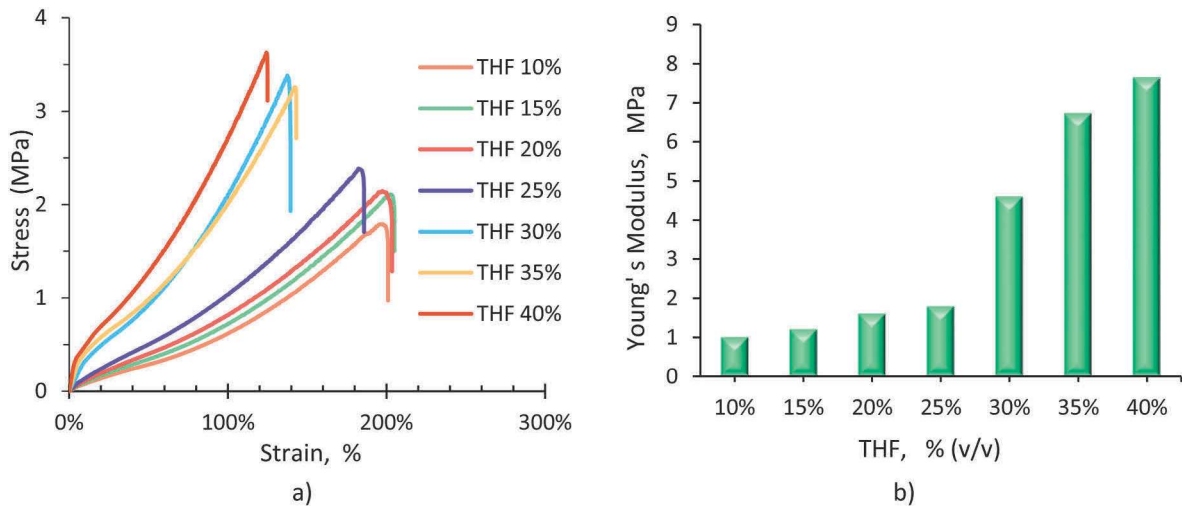 4
3
2
1
0
Stress (MPa)
0%
100%
200%
300%
Strain, %
THF 10%
THF 15%
THF 20%
THF 25%
THF 30%
THF 35%
THF 40%
a)
9
8
7
6
5
4
3
2
1
0
Young' s Modulus, MPa
10%
15%
20%
25%
30%
35%
40%
THF, % (v/v)
b)